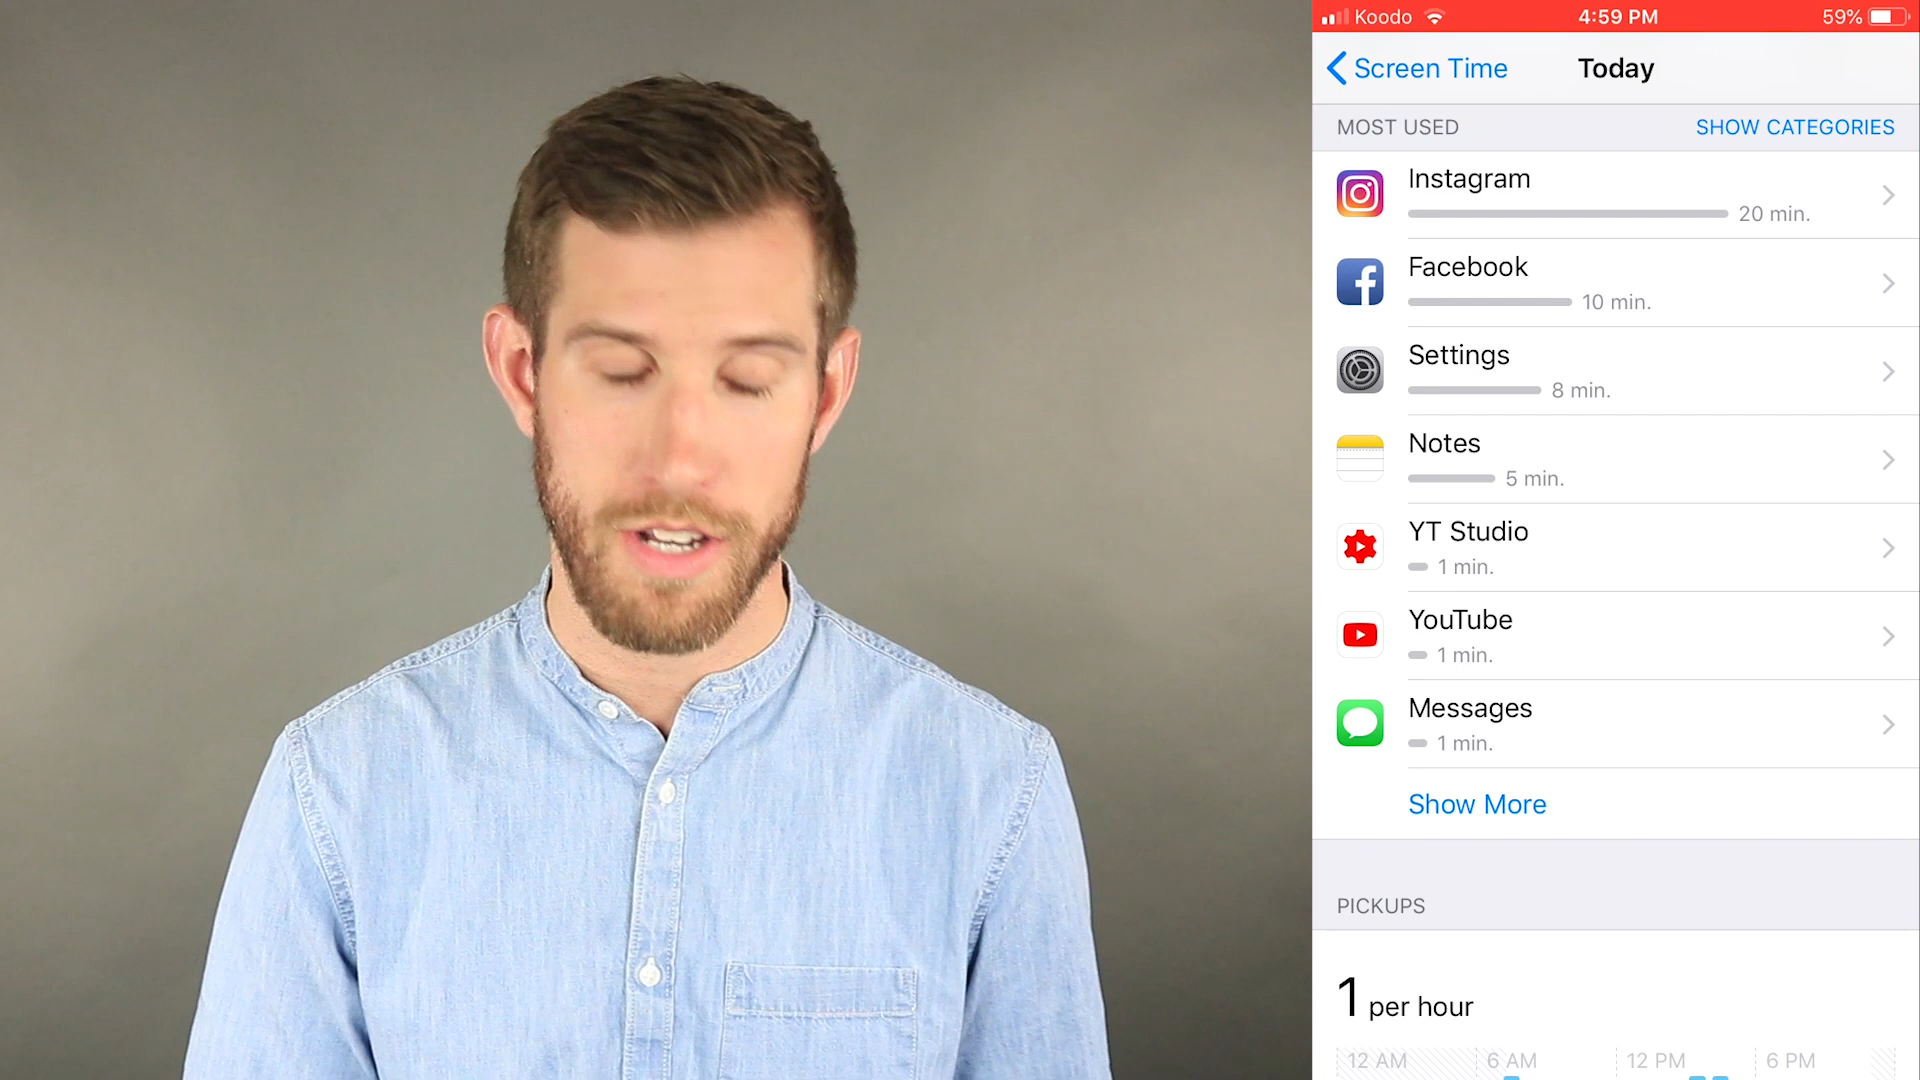 Koodo 4:59 PM 59%
Screen Time Today
MOST USED SHOW CATEGORIES
Instagram
20 min.
Facebook
10 min.
Settings
8 min.
Notes
5 min.
YT Studio
1 min.
YouTube
1 min.
Messages
1 min.
Show More
PICKUPS
1 per hour
12 AM 6 AM 12 PM 6 PM